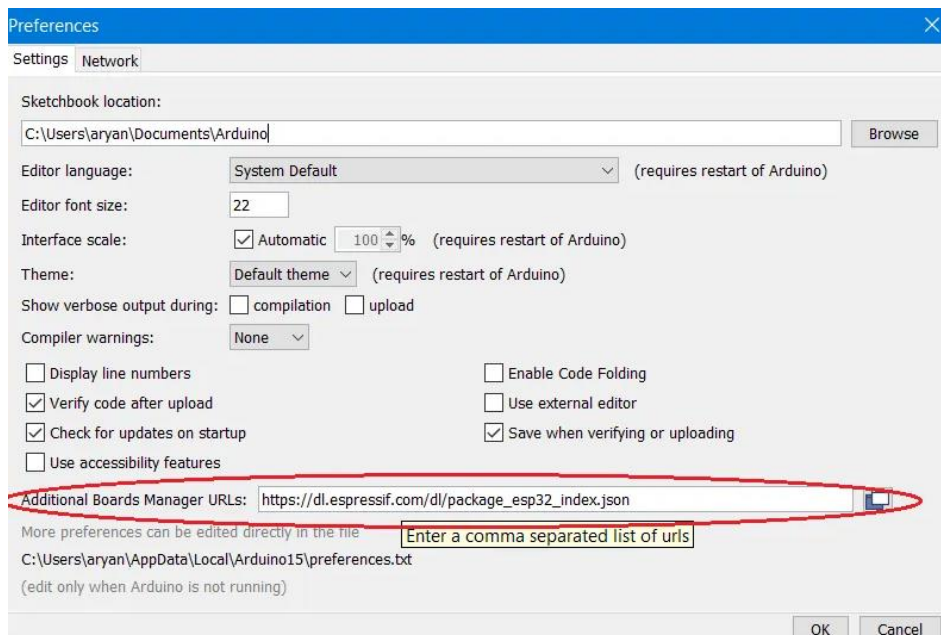 Preferences
Settings Network
Sketchbook location:
C:\Users\aryan\Documents\Arduino Browse
Editor language: System Default (requires restart of Arduino)
Editor font size: 22
Interface scale: Automatic 100 % (requires restart of Arduino)
Theme: Default theme (requires restart of Arduino)
Show verbose output during: compilation upload
Compiler warnings: None
Display line numbers Enable Code Folding
Verify code after upload Use external editor
Check for updates on startup Save when verifying or uploading
Use accessibility features
Additional Boards Manager URLs: https://dl.espressif.com/dl/package_esp32_index.json
More preferences can be edited directly in the file Enter a comma separated list of urls
C:\Users\aryan\AppData\Local\Arduino15\preferences.txt
(edit only when Arduino is not running)
OK Cancel